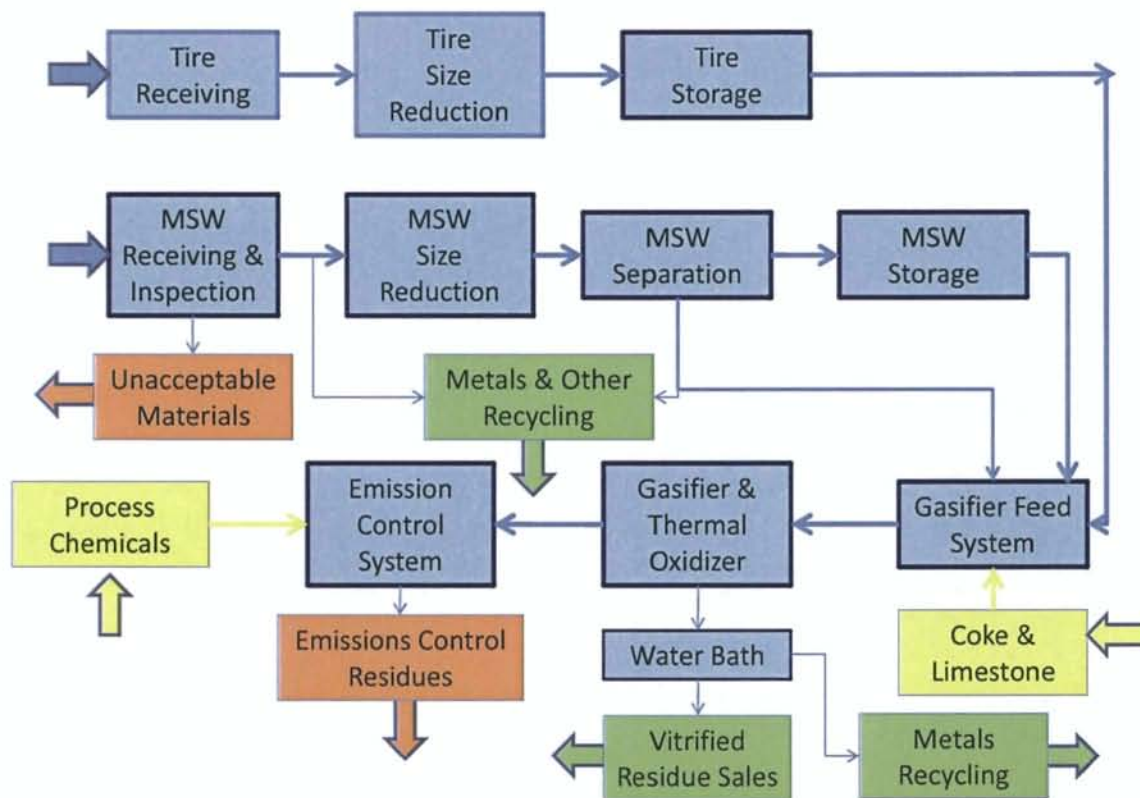 Tire
Receiving
Tire
Size
Reduction
Tire
Storage
MSW
Receiving &
Inspection
MSW
Size
Reduction
MSW
Separation
MSW
Storage
Unacceptable
Materials
Metals & Other
Recycling
Process
Chemicals
Emission
Control
System
Gasifier &
Thermal
Oxidizer
Gasifier Feed
System
Emissions Control
Residues
Water Bath
Coke &
Limestone
Vitrified
Residue Sales
Metals
Recycling